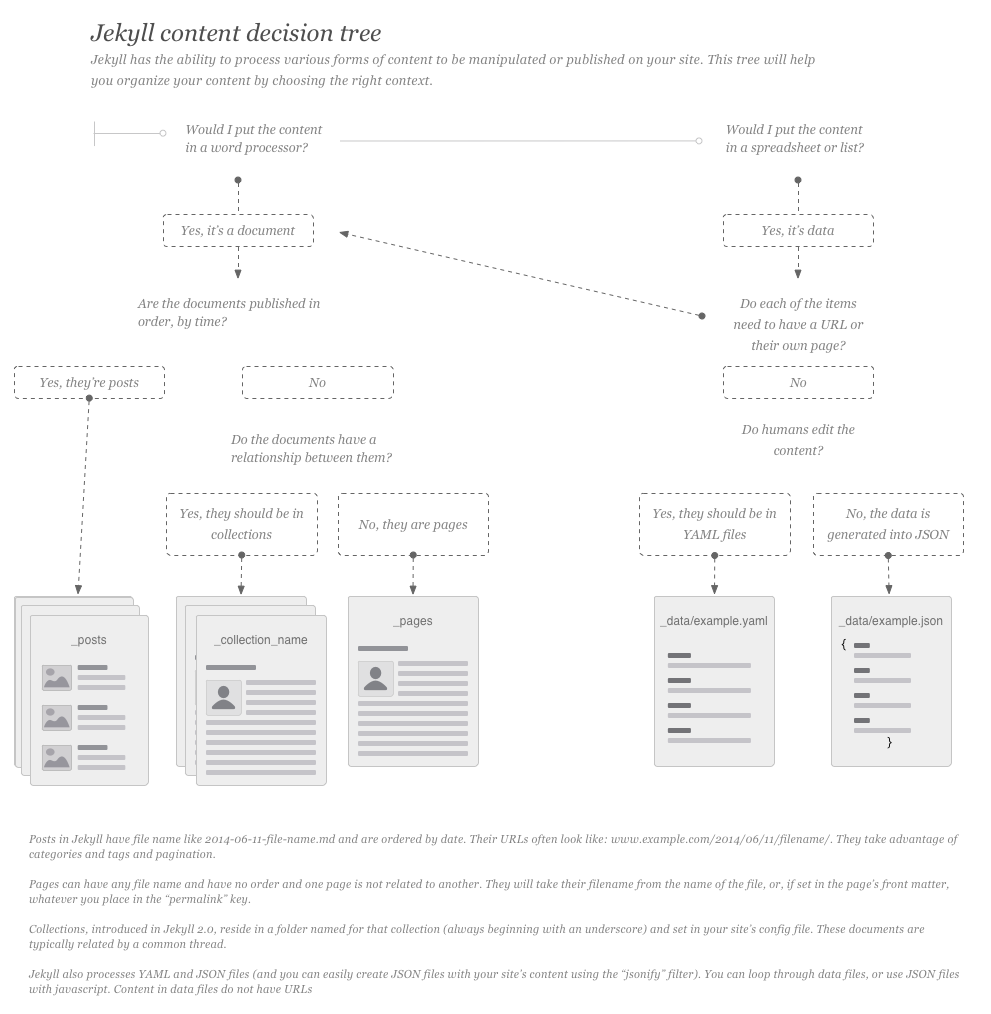 Jekyll content decision tree
Jekyll has the ability to process various forms of content to be manipulated or published on your site. This tree will help
you organize your content by choosing the right context.
Would I put the content
in a word processor?
Would I put the content
in a spreadsheet or list?
Yes, it's a document
Yes, it's data
Are the documents published in
order, by time?
Do each of the items
need to have a URL or
their own page?
Yes, they're posts
No
No
Do the documents have a
relationship between them?
Do humans edit the
content?
Yes, they should be in
collections
No, they are pages
Yes, they should be in
YAML files
No, the data is
generated into JSON
_posts
_collection_name
_pages
_data/example.yaml
_data/example.json
{
}
Posts in Jekyll have file name like 2014-06-11-file-name.md and are ordered by date. Their URLs often look like: www.example.com/2014/06/11/filename/. They take advantage of
categories and tags and pagination.
Pages can have any file name and have no order and one page is not related to another. They will take their filename from the name of the file, or, if set in the page's front matter,
whatever you place in the “permalink” key.
Collections, introduced in Jekyll 2.0, reside in a folder named for that collection (always beginning with an underscore) and set in your site's config file. These documents are
typically related by a common thread.
Jekyll also processes YAML and JSON files (and you can easily create JSON files with your site's content using the “jsonify” filter). You can loop through data files, or use JSON files
with javascript. Content in data files do not have URLs